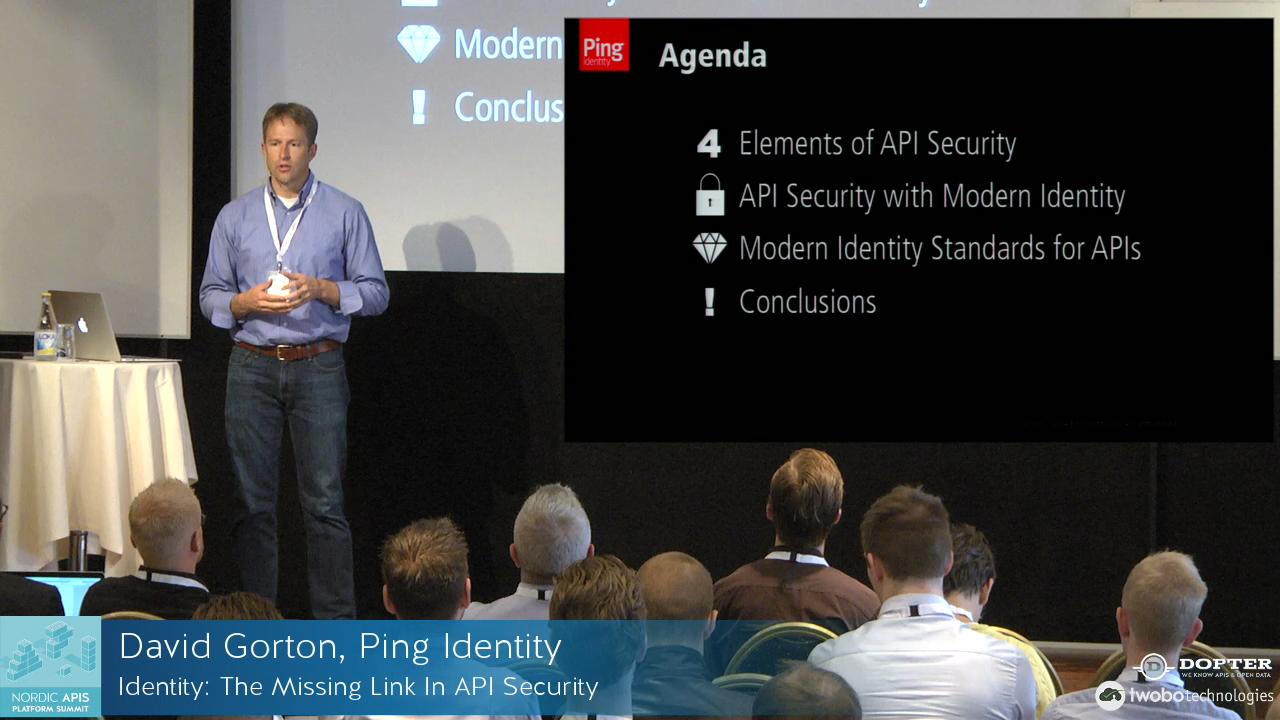 Modern
Conclus
Ping
Identity
Agenda
4 Elements of API Security
API Security with Modern Identity
Modern Identity Standards for APIs
! Conclusions
David Gorton, Ping Identity
Identity: The Missing Link In API Security
NORDIC APIS
PLATFORM SUMMIT
D DOPTER
WE KNOW APIS & OPEN DATA
twobotechnologies